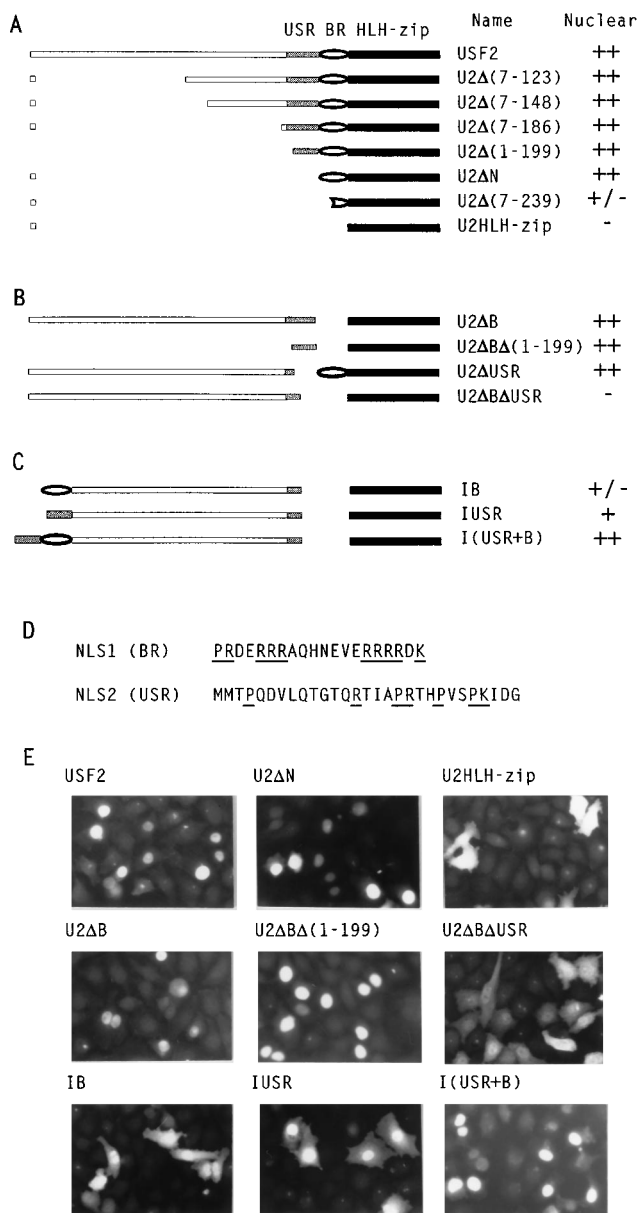 A
USR BR HLH-zip Name Nuclear
USF2 ++
U2Δ(7-123) ++
U2Δ(7-148) ++
U2Δ(7-186) ++
U2Δ(1-199) ++
U2ΔN ++
U2Δ(7-239) +/-
U2HLH-zip -
B
U2ΔB ++
U2ΔBΔ(1-199) ++
U2ΔUSR ++
U2ΔBΔUSR -
C
IB +/-
IUSR +
I(USR+B) ++
D
NLS1 (BR) PRDERRRAQHNEVERRRRDK
NLS2 (USR) MMTPQDVLQTGTQRTIAPRTHPVSPKIDG
E
USF2 U2ΔN U2HLH-zip
U2ΔB U2ΔBΔ(1-199) U2ΔBΔUSR
IB IUSR I(USR+B)